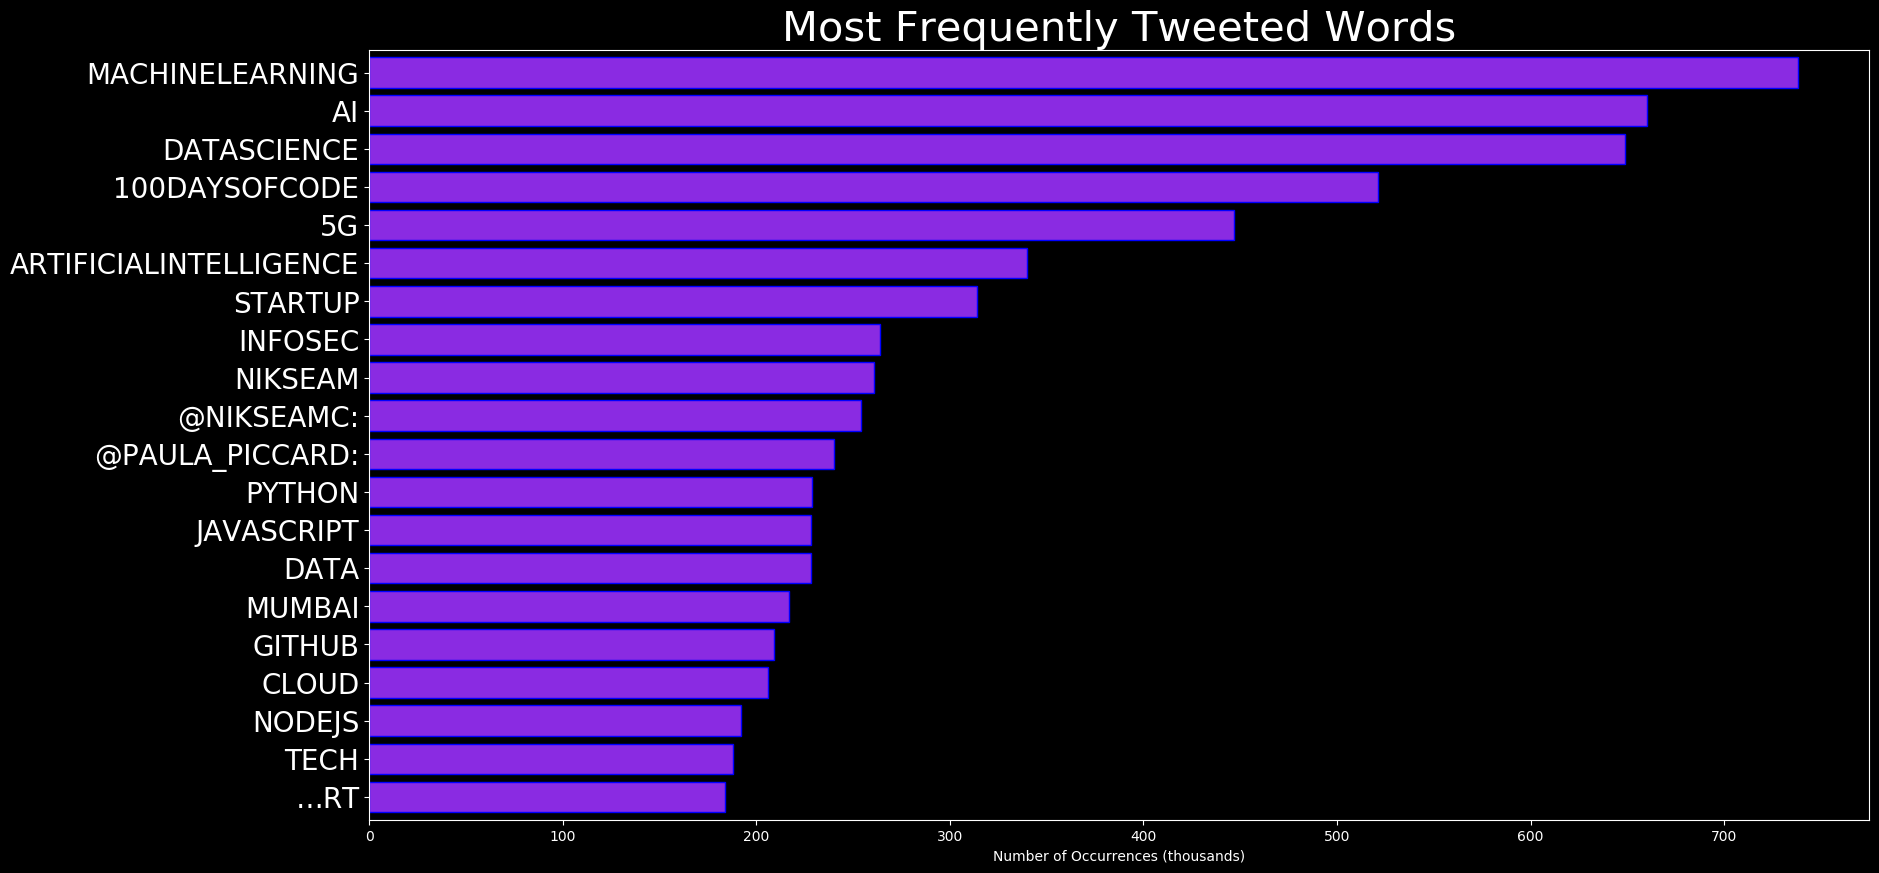 Most Frequently Tweeted Words
MACHINELEARNING
AI
DATASCIENCE
100DAYSOFCODE
5G
ARTIFICIALINTELLIGENCE
STARTUP
INFOSEC
NIKSEAM
@NIKSEAMC:
@PAULA_PICCARD:
PYTHON
JAVASCRIPT
DATA
MUMBAI
GITHUB
CLOUD
NODEJS
TECH
…RT
0 100 200 300 400 500 600 700
Number of Occurrences (thousands)